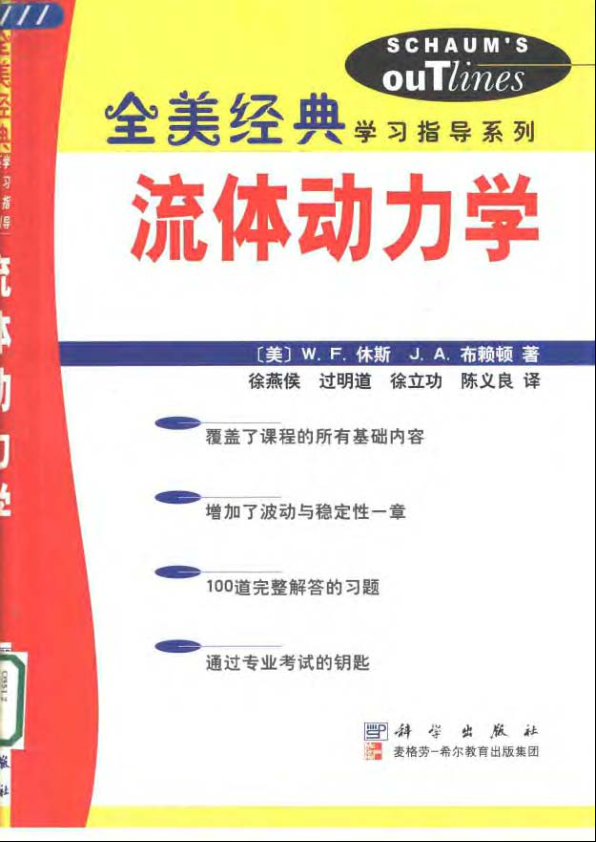 SCHAUM'S
ouTlines
全美经典学习指导系列
流体动力学
〔美〕W. F. 休斯 J. A. 布赖顿 著
徐燕侯 过明道 徐立功 陈义良 译
覆盖了课程的所有基础内容
增加了波动与稳定性一章
100道完整解答的习题
通过专业考试的钥匙
科学出版社
麦格劳-希尔教育出版集团